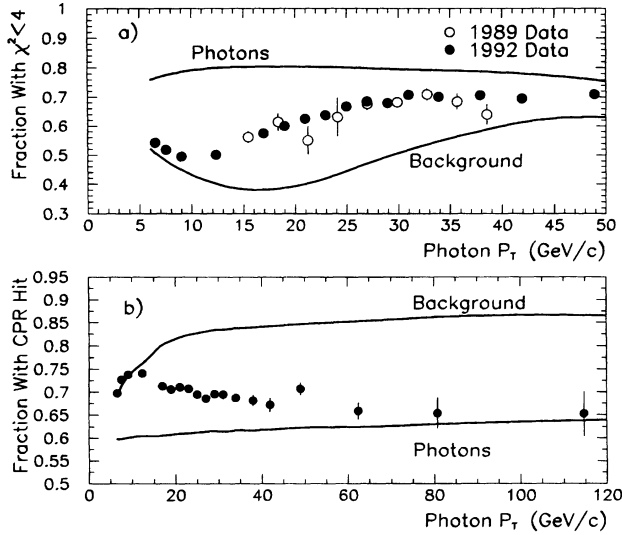 Fraction With χ²<4
1
0.9
0.8
0.7
0.6
0.5
0.4
0.3
a)
Photons
○ 1989 Data
● 1992 Data
Background
0 5 10 15 20 25 30 35 40 45 50
Photon P_T (GeV/c)
Fraction With CPR Hit
0.95
0.9
0.85
0.8
0.75
0.7
0.65
0.6
0.55
0.5
b)
Background
Photons
0 20 40 60 80 100 120
Photon P_T (GeV/c)